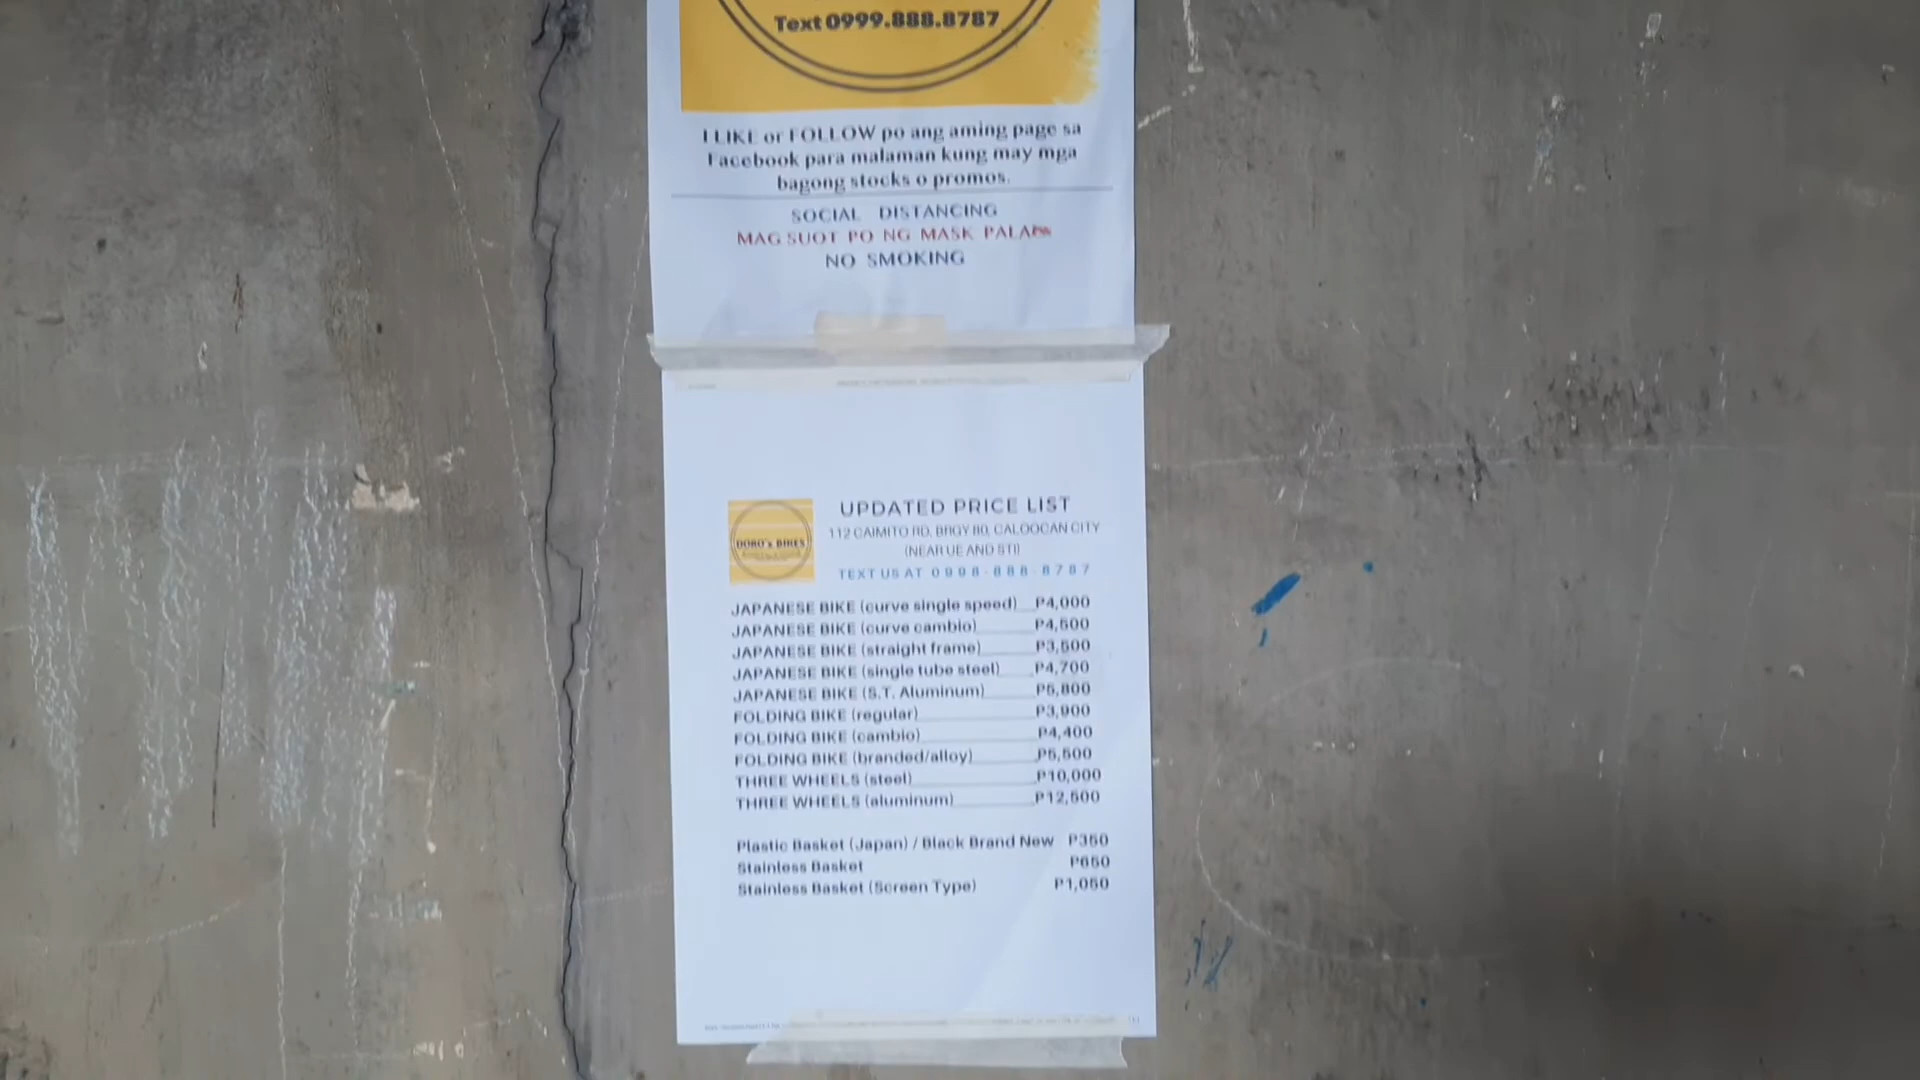 Text 0999.888.8787
I LIKE or FOLLOW po ang aming page sa
Facebook para malaman kung may mga
bagong stocks o promos.
SOCIAL DISTANCING
MAG SUOT PO NG MASK
NO SMOKING
DORO's BIKES
UPDATED PRICE LIST
112 CAIMITO RD, BRGY 80, CALOOCAN CITY
(NEAR UE AND STI)
TEXT US AT 0998-888-8787
JAPANESE BIKE (curve single speed) P4,000
JAPANESE BIKE (curve cambio) P4,500
JAPANESE BIKE (straight frame) P3,500
JAPANESE BIKE (single tube steel) P4,700
JAPANESE BIKE (S.T. Aluminum) P5,800
FOLDING BIKE (regular) P3,900
FOLDING BIKE (cambio) P4,400
FOLDING BIKE (branded/alloy) P5,500
THREE WHEELS (steel) P10,000
THREE WHEELS (aluminum) P12,500
Plastic Basket (Japan) / Black Brand New P350
Stainless Basket P650
Stainless Basket (Screen Type) P1,050